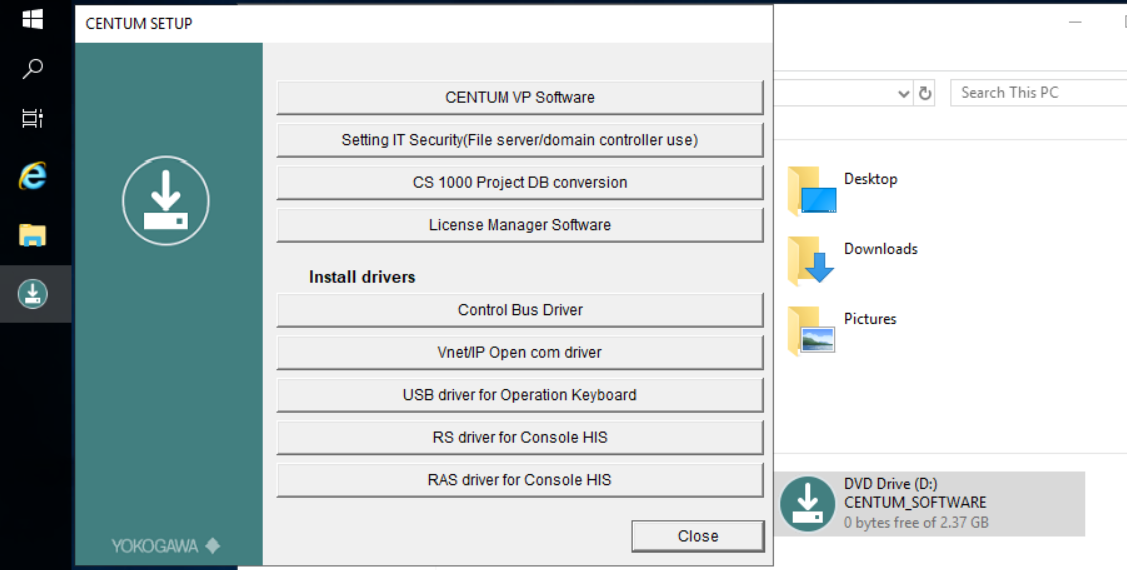 CENTUM SETUP
CENTUM VP Software
Setting IT Security(File server/domain controller use)
CS 1000 Project DB conversion
License Manager Software
Install drivers
Control Bus Driver
Vnet/IP Open com driver
USB driver for Operation Keyboard
RS driver for Console HIS
RAS driver for Console HIS
Close
YOKOGAWA
Search This PC
Desktop
Downloads
Pictures
DVD Drive (D:)
CENTUM_SOFTWARE
0 bytes free of 2.37 GB